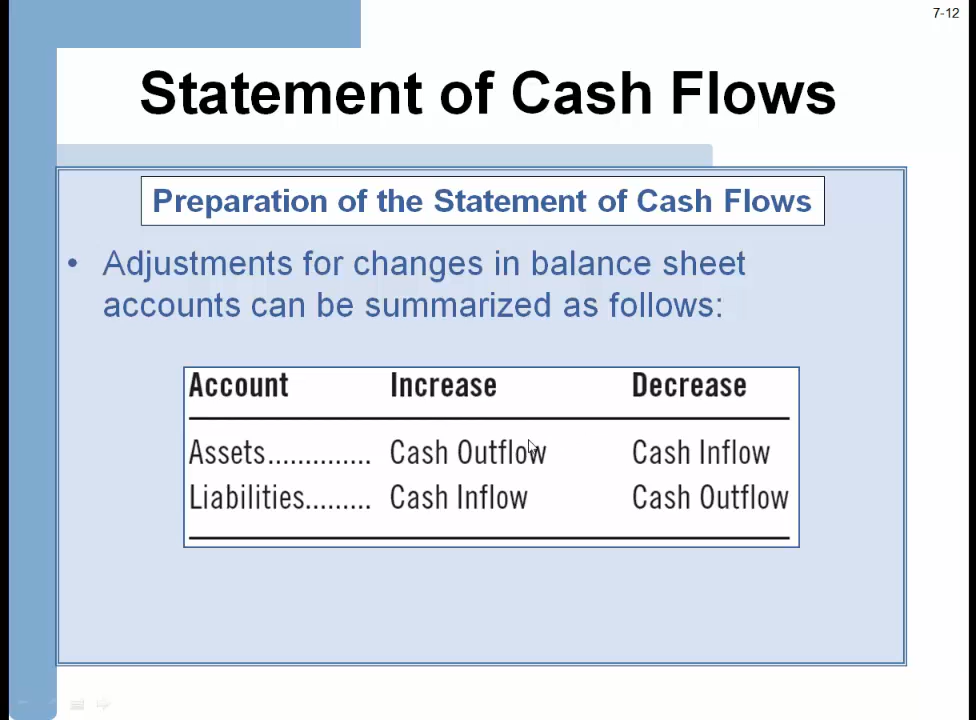 7-12
Statement of Cash Flows
Preparation of the Statement of Cash Flows
• Adjustments for changes in balance sheet
accounts can be summarized as follows:
Account Increase Decrease
Assets.............. Cash Outflow Cash Inflow
Liabilities......... Cash Inflow Cash Outflow